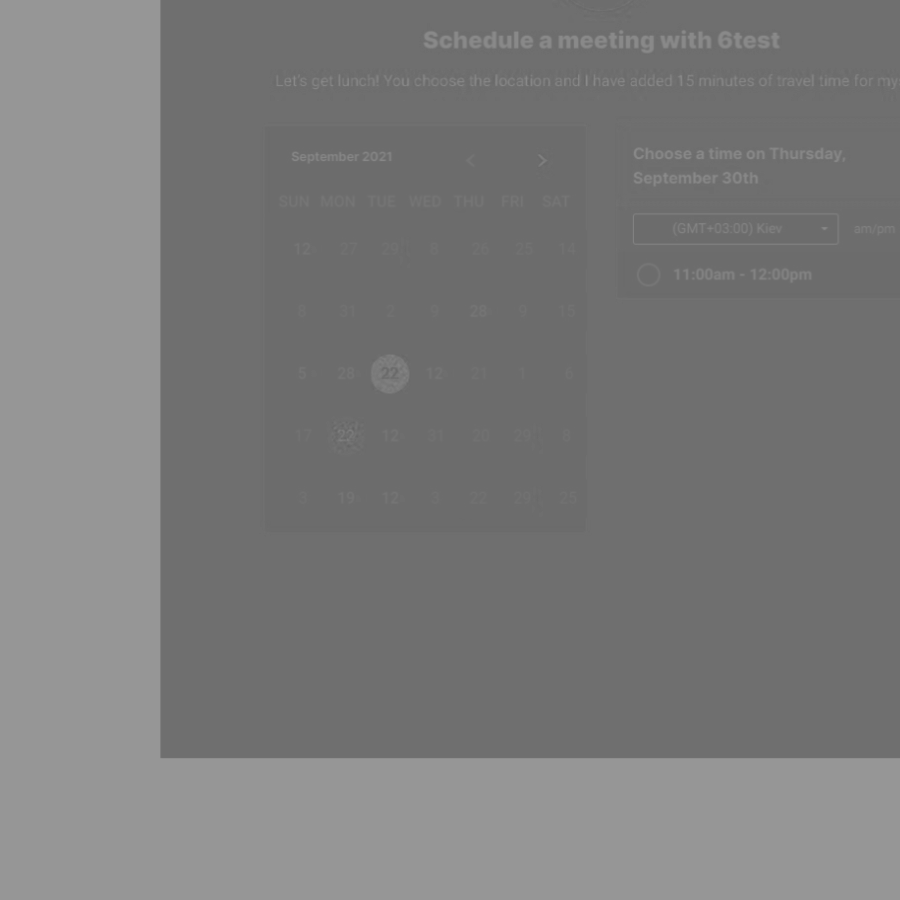 Schedule a meeting with 6test
Let's get lunch! You choose the location and I have added 15 minutes of travel time for my
September 2021
SUN MON TUE WED THU FRI SAT
12 27 29 8 26 25 14
31 2 9 28 9 15
5 28 22 12 21 1
17 22 12 31 20 29 8
3 19 12 3 22 29 25
Choose a time on Thursday,
September 30th
(GMT+03:00) Kiev am/pm
11:00am - 12:00pm